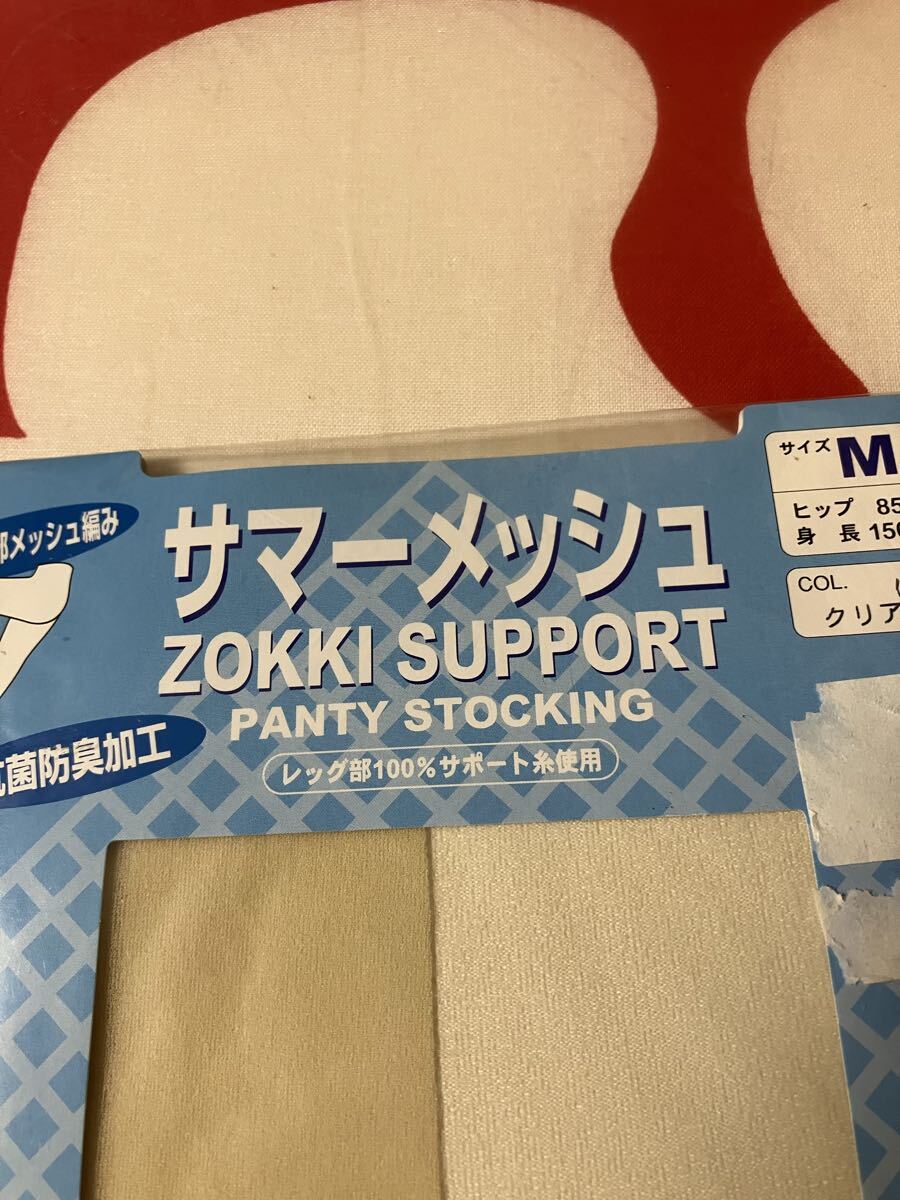 部メッシュ編み
サマーメッシュ
ZOKKI SUPPORT
PANTY STOCKING
レッグ部100%サポート糸使用
抗菌防臭加工
サイズ M
ヒップ 85
身長 15
COL.
クリア